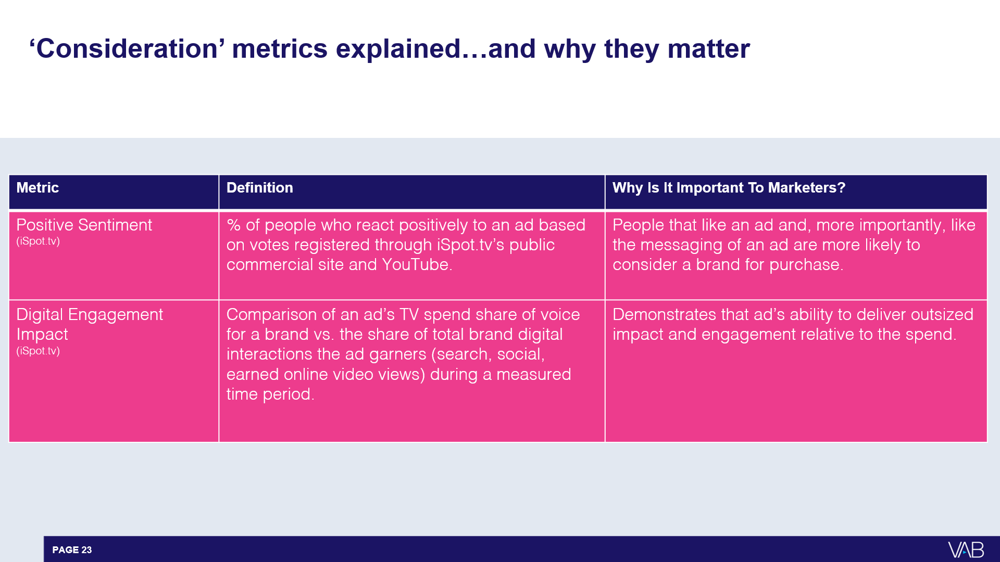 ‘Consideration’ metrics explained…and why they matter
Metric
Definition
Why Is It Important To Marketers?
Positive Sentiment
(iSpot.tv)
% of people who react positively to an ad based
on votes registered through iSpot.tv’s public
commercial site and YouTube.
People that like an ad and, more importantly, like
the messaging of an ad are more likely to
consider a brand for purchase.
Digital Engagement
Impact
(iSpot.tv)
Comparison of an ad’s TV spend share of voice
for a brand vs. the share of total brand digital
interactions the ad garners (search, social,
earned online video views) during a measured
time period.
Demonstrates that ad’s ability to deliver outsized
impact and engagement relative to the spend.
PAGE 23
VAB